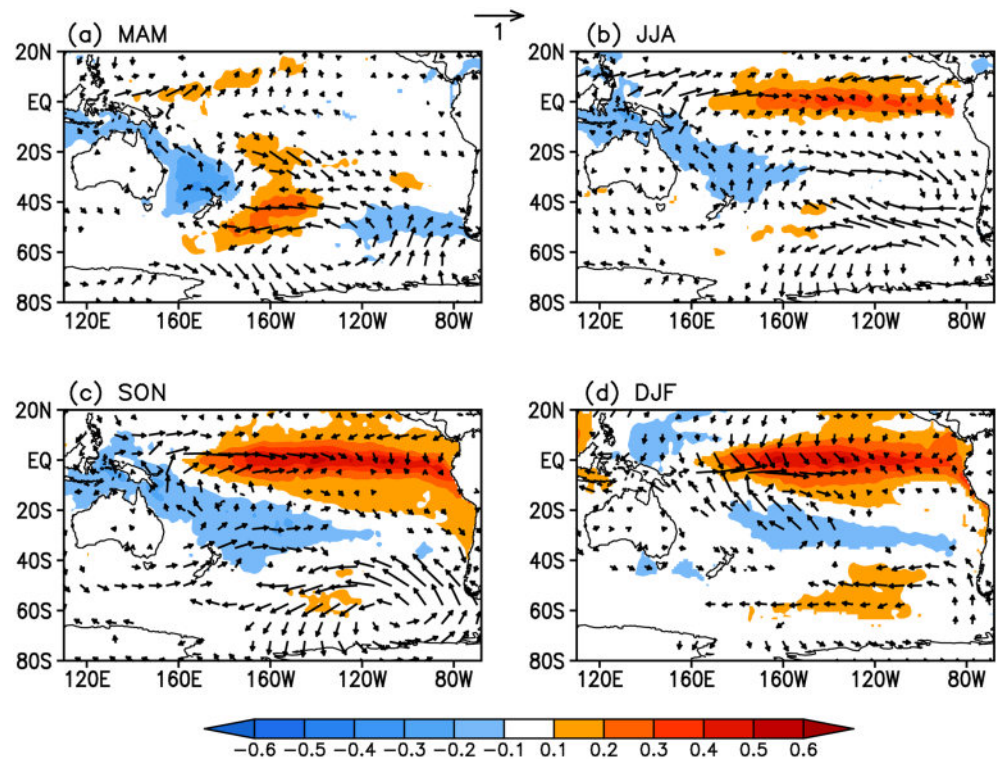 1
(a) MAM
(b) JJA
20N
EQ
20S
40S
60S
80S
120E 160E 160W 120W 80W
20N
EQ
20S
40S
60S
80S
120E 160E 160W 120W 80W
(c) SON
(d) DJF
20N
EQ
20S
40S
60S
80S
120E 160E 160W 120W 80W
20N
EQ
20S
40S
60S
80S
120E 160E 160W 120W 80W
−0.6 −0.5 −0.4 −0.3 −0.2 −0.1 0.1 0.2 0.3 0.4 0.5 0.6